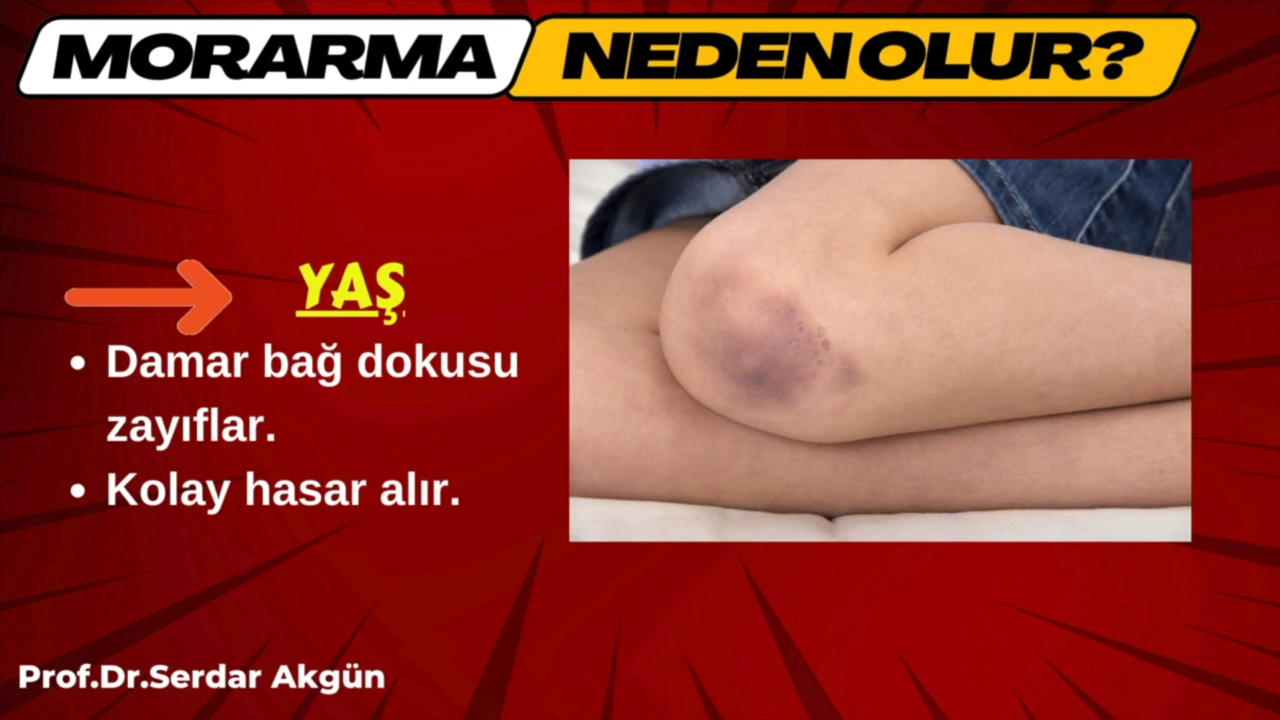 MORARMA NEDEN OLUR?
YAŞ
• Damar bağ dokusu
zayıflar.
• Kolay hasar alır.
Prof.Dr.Serdar Akgün